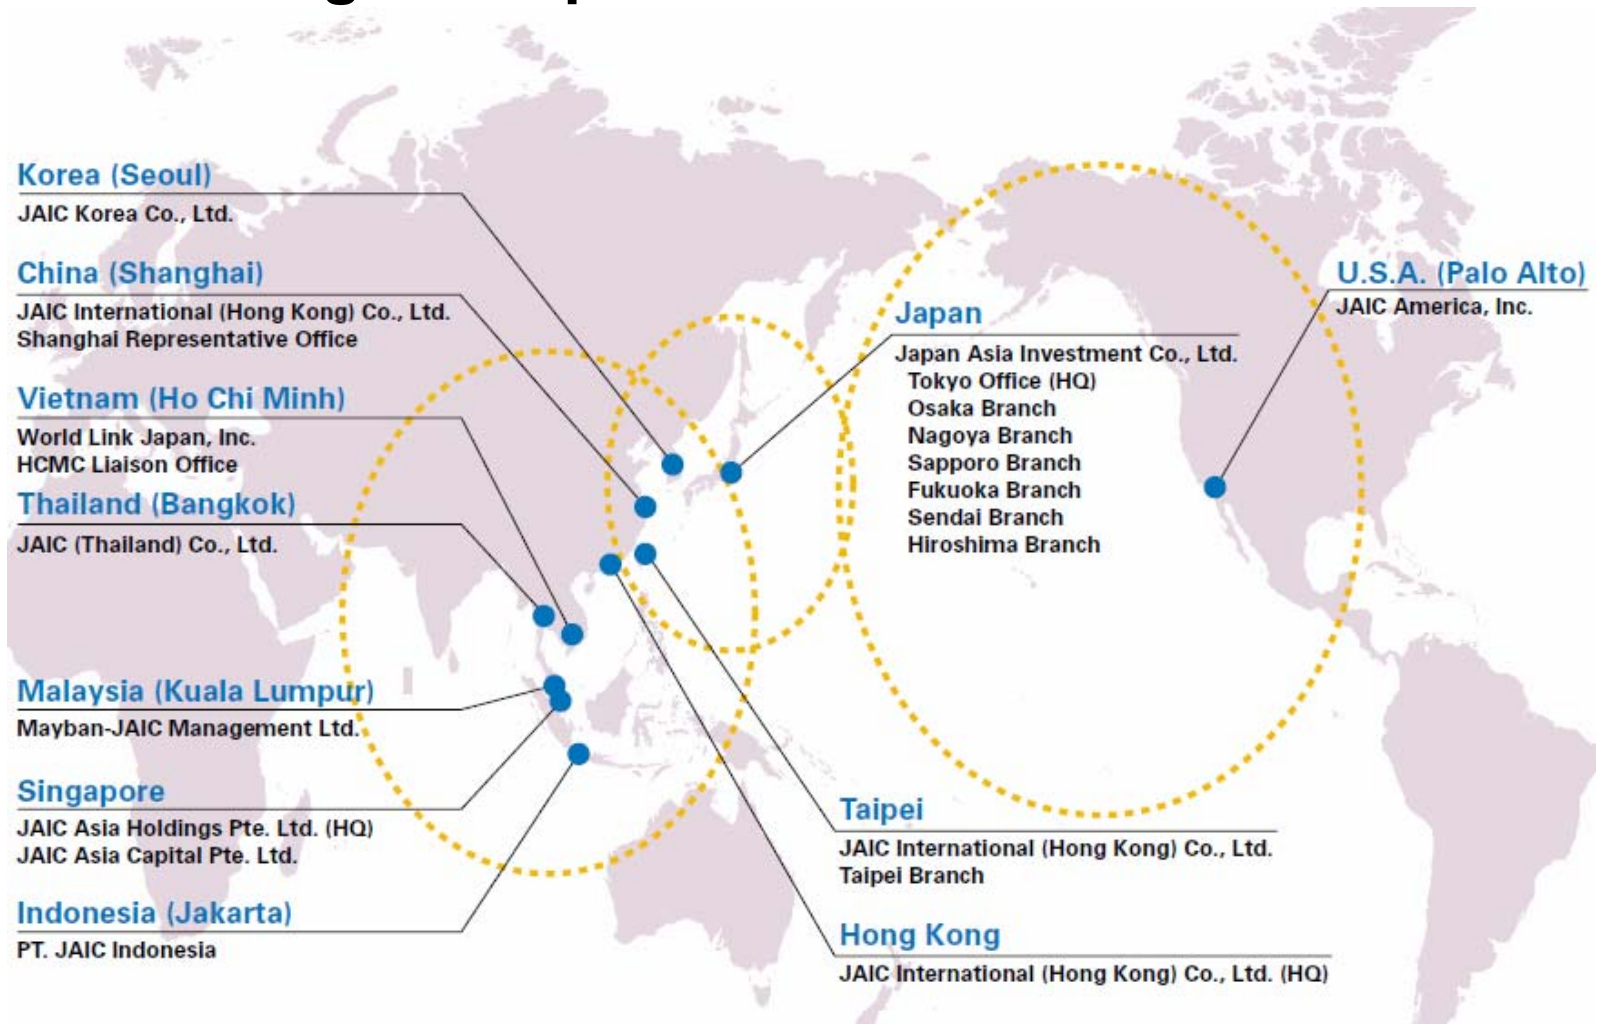 Korea (Seoul)
JAIC Korea Co., Ltd.
China (Shanghai)
JAIC International (Hong Kong) Co., Ltd.
Shanghai Representative Office
Vietnam (Ho Chi Minh)
World Link Japan, Inc.
HCMC Liaison Office
Thailand (Bangkok)
JAIC (Thailand) Co., Ltd.
Malaysia (Kuala Lumpur)
Mayban-JAIC Management Ltd.
Singapore
JAIC Asia Holdings Pte. Ltd. (HQ)
JAIC Asia Capital Pte. Ltd.
Indonesia (Jakarta)
PT. JAIC Indonesia
Japan
Japan Asia Investment Co., Ltd.
Tokyo Office (HQ)
Osaka Branch
Nagoya Branch
Sapporo Branch
Fukuoka Branch
Sendai Branch
Hiroshima Branch
U.S.A. (Palo Alto)
JAIC America, Inc.
Taipei
JAIC International (Hong Kong) Co., Ltd.
Taipei Branch
Hong Kong
JAIC International (Hong Kong) Co., Ltd. (HQ)